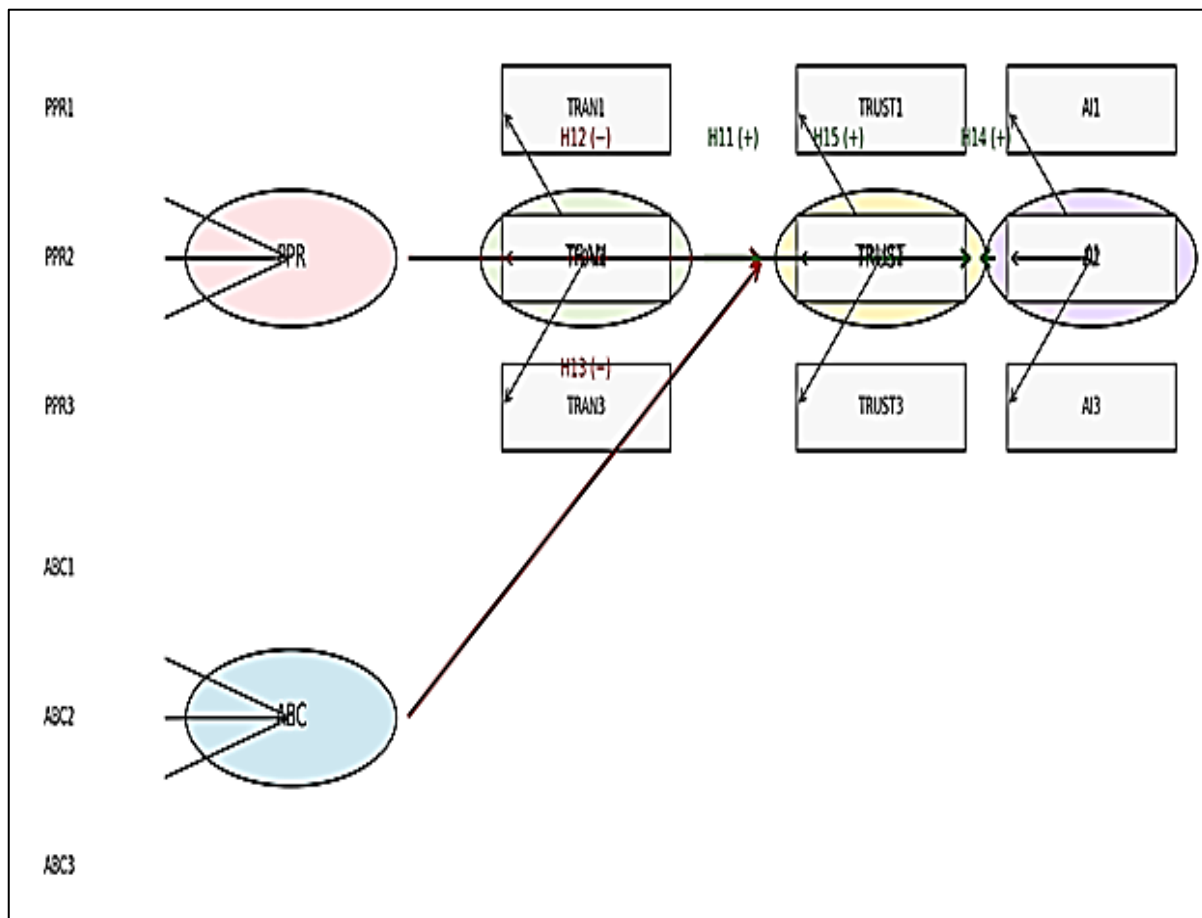 PPR1
TRAN1
TRUST1
AI1
H12 (−)
H11 (+)
H15 (+)
H14 (+)
PPR2
PPR
TRUST
PPR3
H13 (−)
TRAN3
TRUST3
AI3
ABC1
ABC2
ABC
ABC3